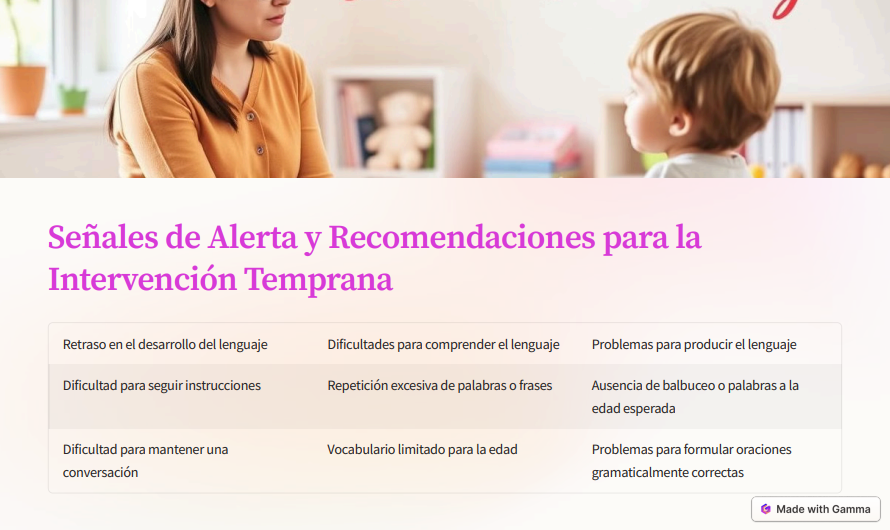 Señales de Alerta y Recomendaciones para la
Intervención Temprana
Retraso en el desarrollo del lenguaje
Dificultades para comprender el lenguaje
Problemas para producir el lenguaje
Dificultad para seguir instrucciones
Repetición excesiva de palabras o frases
Ausencia de balbuceo o palabras a la
edad esperada
Dificultad para mantener una
conversación
Vocabulario limitado para la edad
Problemas para formular oraciones
gramaticalmente correctas
Made with Gamma